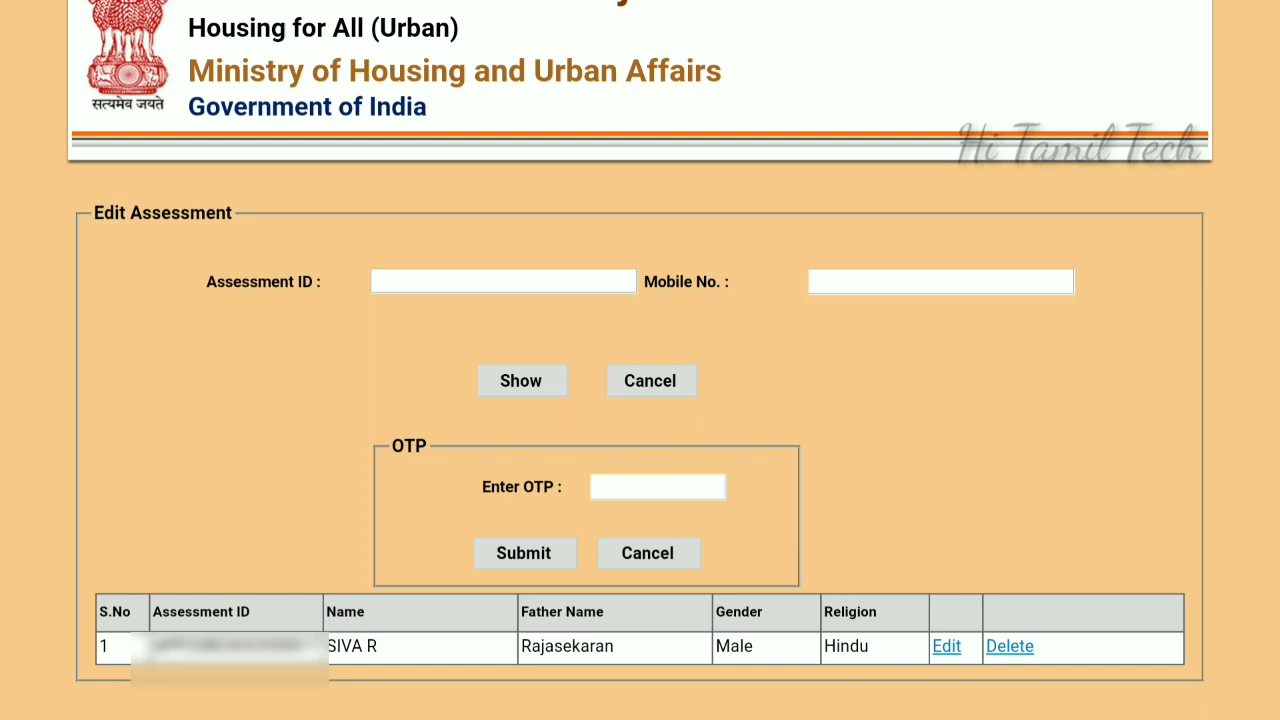 Housing for All (Urban)
Ministry of Housing and Urban Affairs
सत्यमेव जयते
Government of India
Hi Tamil Tech
Edit Assessment
Assessment ID : Mobile No. :
Show Cancel
OTP
Enter OTP :
Submit Cancel
S.No Assessment ID Name Father Name Gender Religion
1 SIVA R Rajasekaran Male Hindu Edit Delete